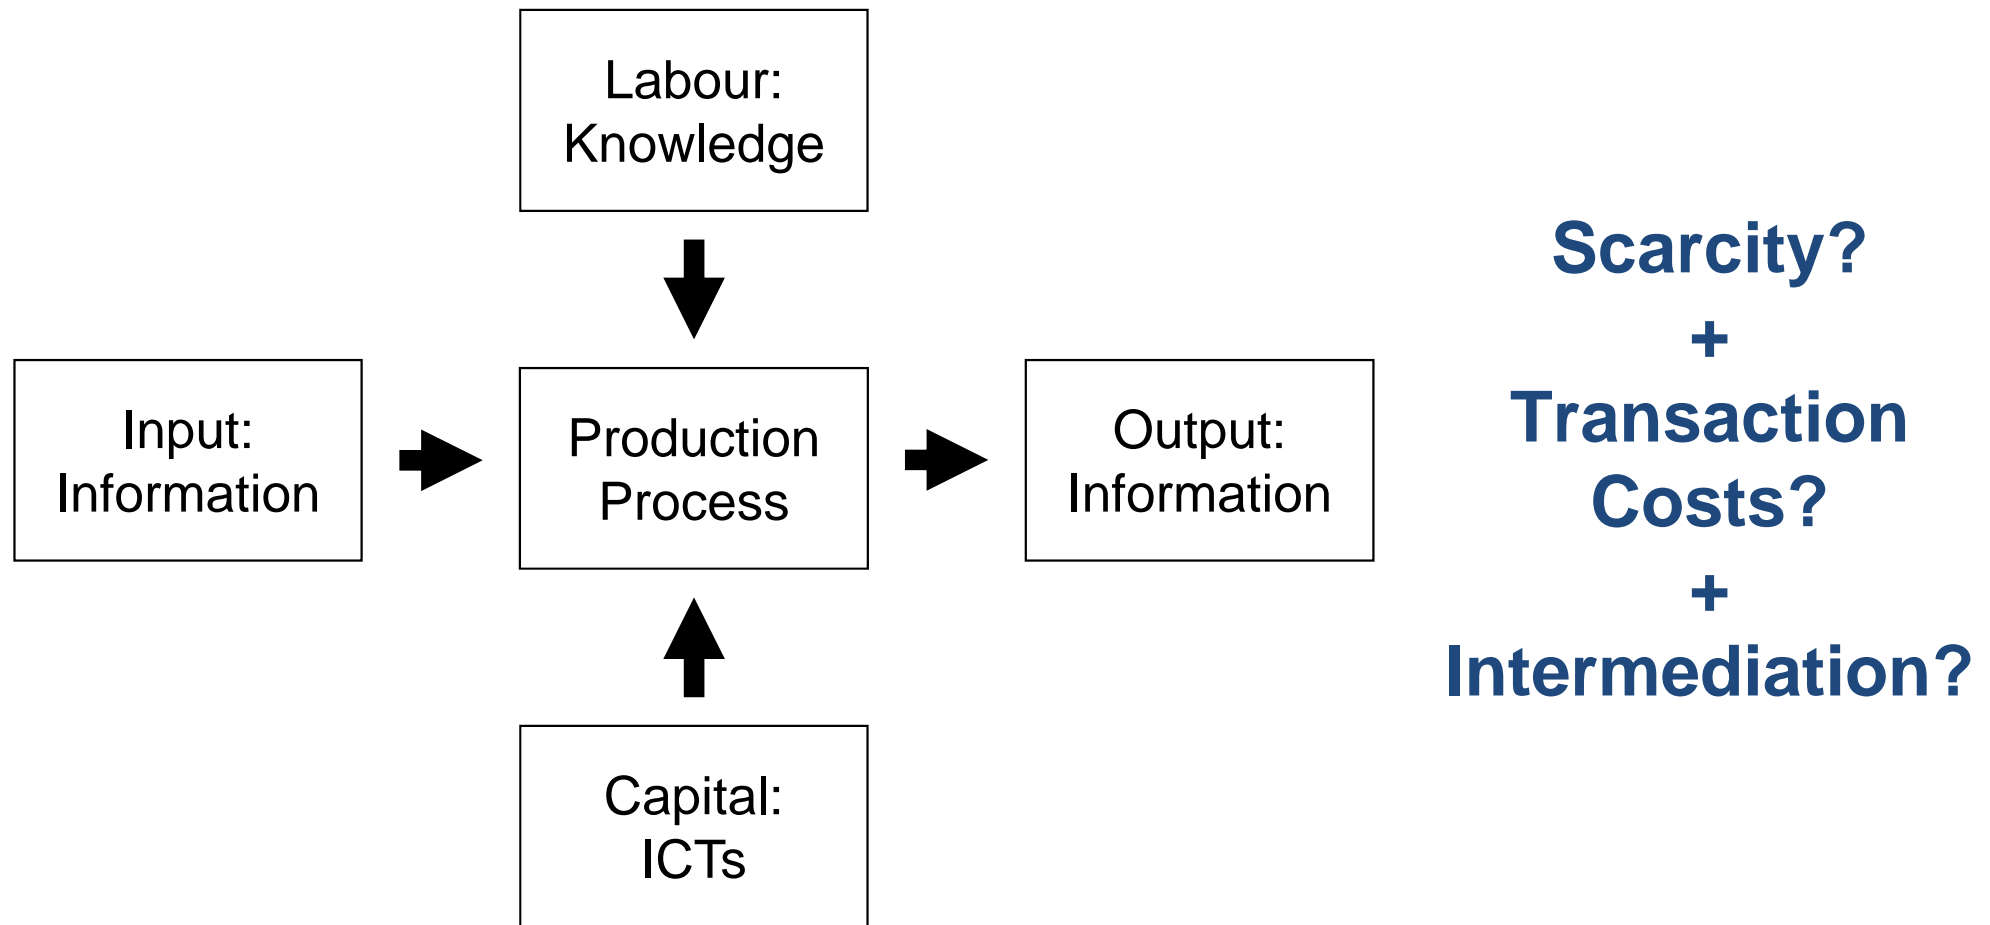 Labour:
Knowledge
Input:
Information
Production
Process
Output:
Information
Capital:
ICTs
Scarcity?
+
Transaction
Costs?
+
Intermediation?